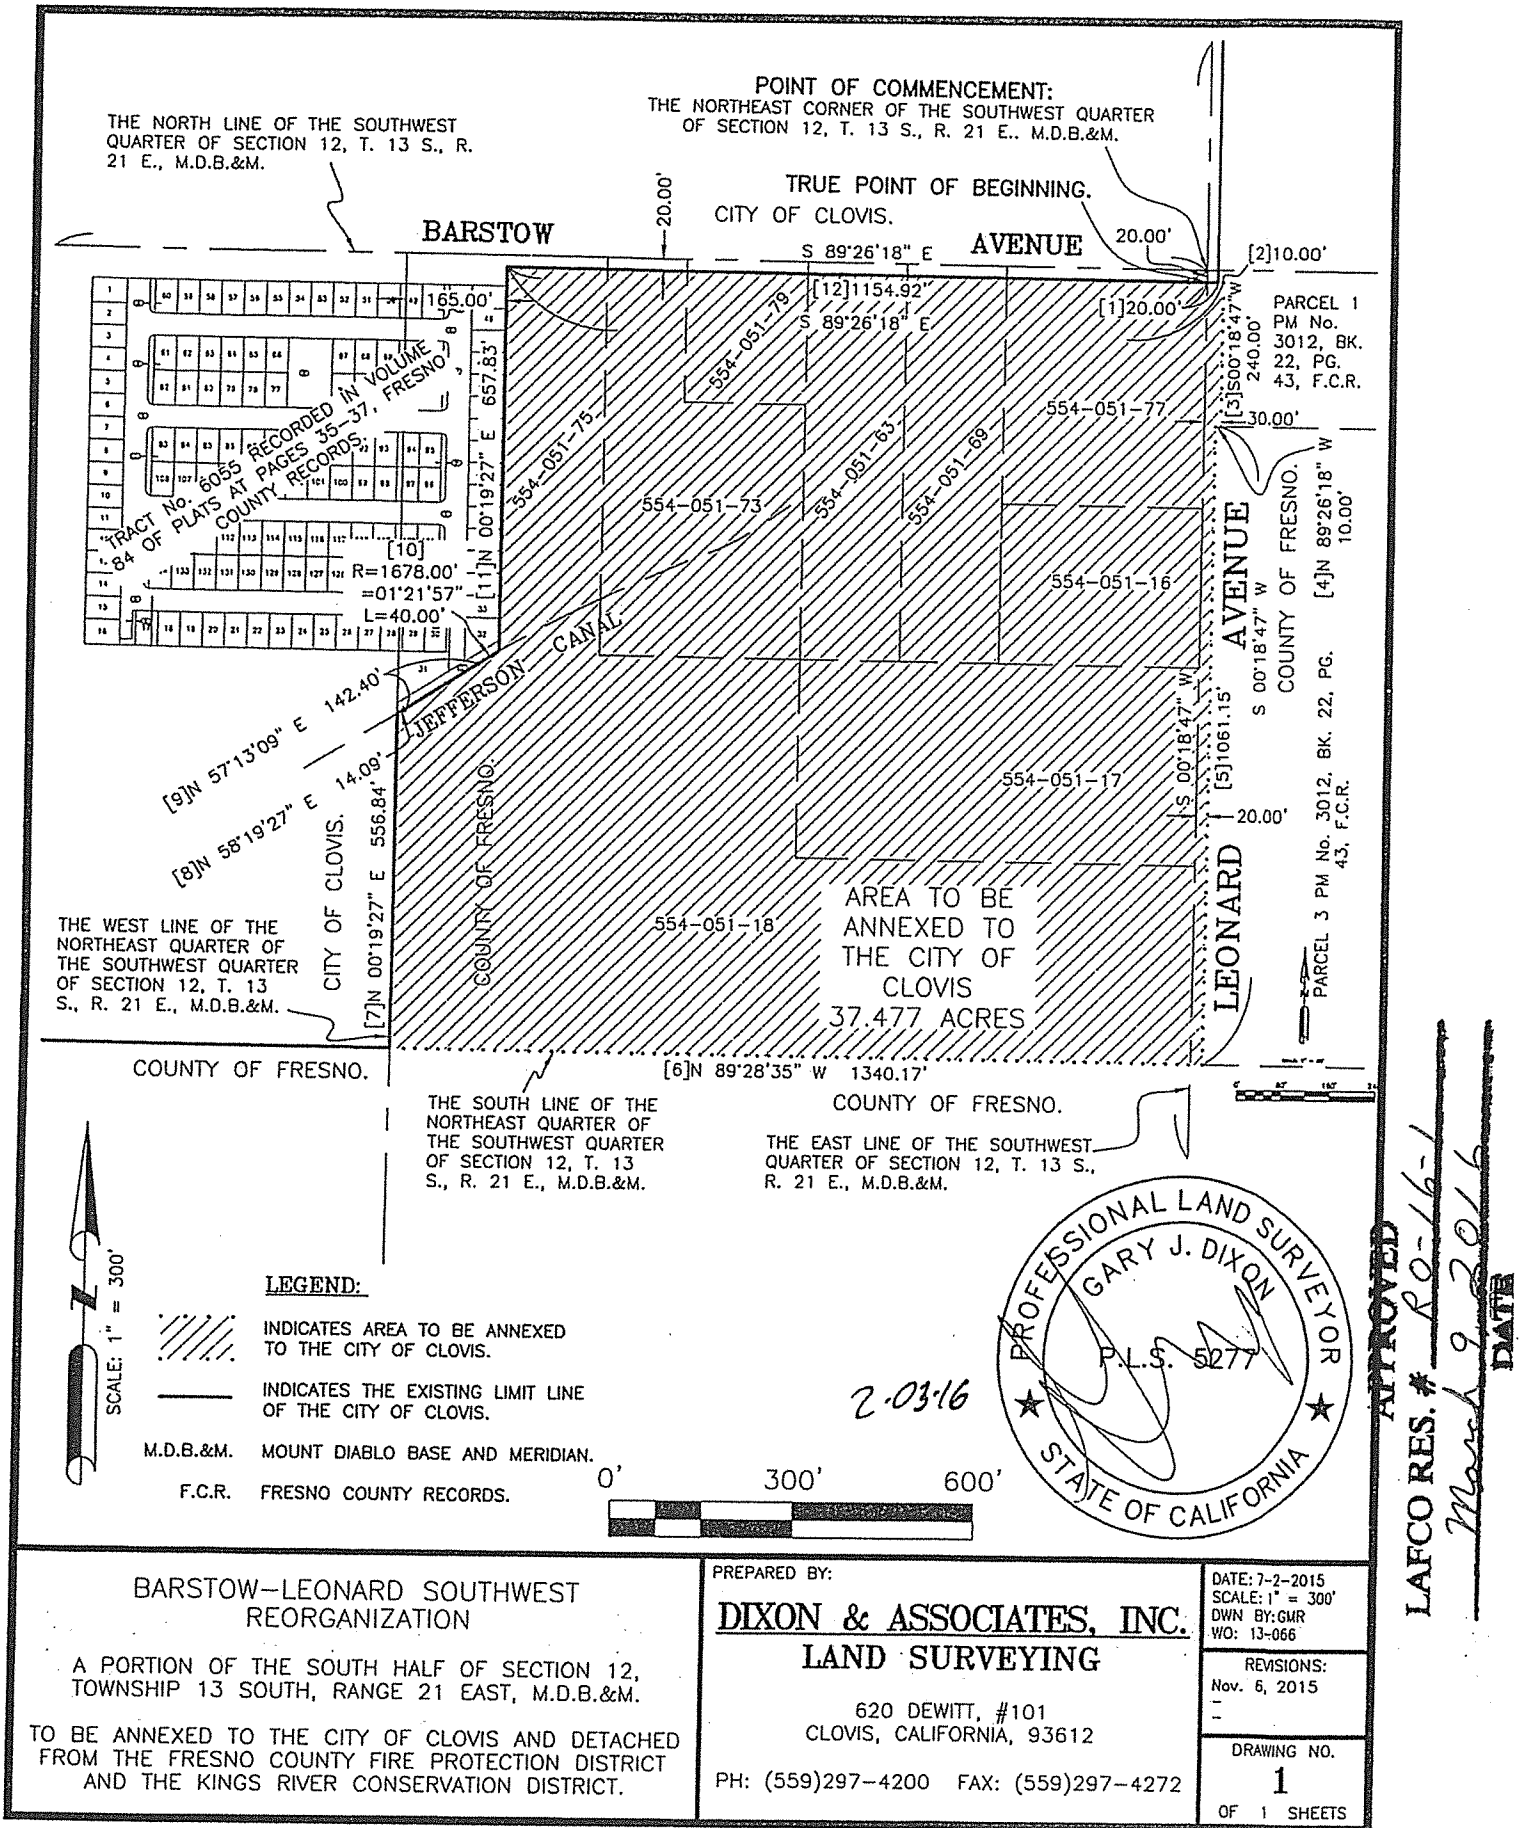 POINT OF COMMENCEMENT:
THE NORTHEAST CORNER OF THE SOUTHWEST QUARTER
OF SECTION 12, T. 13 S., R. 21 E.. M.D.B.&M.
THE NORTH LINE OF THE SOUTHWEST
QUARTER OF SECTION 12, T. 13 S., R.
21 E., M.D.B.&M.
TRUE POINT OF BEGINNING.
CITY OF CLOVIS.
20.00'
BARSTOW
AVENUE
S 89°26'18" E
20.00'
[2]10.00'
165.00'
[12]1154.92'
S 89°26'18" E
[1]20.00'
[3]S00°18'47"W
240.00'
PARCEL 1
PM No.
3012, BK.
22, PG.
43, F.C.R.
30.00'
TRACT No. 6055 RECORDED IN VOLUME
84 OF PLATS AT PAGES 35-37, FRESNO
COUNTY RECORDS.
[11]N 00°19'27" E 657.83'
554-051-75
554-051-79
554-051-73
554-051-63
554-051-69
554-051-77
554-051-16
554-051-17
554-051-18
[10]
R=1678.00'
=01°21'57"
L=40.00'
JEFFERSON CANAL
[9]N 57°13'09" E 142.40'
[8]N 58°19'27" E 14.09'
[7]N 00°19'27" E 556.84'
CITY OF CLOVIS.
COUNTY OF FRESNO.
LEONARD AVENUE
S 00°18'47" W
[5]1061.15'
S 00°18'47" W
COUNTY OF FRESNO.
[4]N 89°26'18" W
10.00'
20.00'
PARCEL 3 PM No. 3012, BK. 22, PG.
43, F.C.R.
AREA TO BE
ANNEXED TO
THE CITY OF
CLOVIS
37.477 ACRES
THE WEST LINE OF THE
NORTHEAST QUARTER OF
THE SOUTHWEST QUARTER
OF SECTION 12, T. 13
S., R. 21 E., M.D.B.&M.
COUNTY OF FRESNO.
[6]N 89°28'35" W 1340.17'
THE SOUTH LINE OF THE
NORTHEAST QUARTER OF
THE SOUTHWEST QUARTER
OF SECTION 12, T. 13
S., R. 21 E., M.D.B.&M.
COUNTY OF FRESNO.
THE EAST LINE OF THE SOUTHWEST
QUARTER OF SECTION 12, T. 13 S.,
R. 21 E., M.D.B.&M.
N
SCALE: 1" = 300'
LEGEND:
INDICATES AREA TO BE ANNEXED
TO THE CITY OF CLOVIS.
INDICATES THE EXISTING LIMIT LINE
OF THE CITY OF CLOVIS.
M.D.B.&M. MOUNT DIABLO BASE AND MERIDIAN.
F.C.R. FRESNO COUNTY RECORDS.
0' 300' 600'
2-03-16
PROFESSIONAL LAND SURVEYOR
GARY J. DIXON
P.L.S. 5277
STATE OF CALIFORNIA
APPROVED
LAFCO RES. # RO-16-1
March 9 2016
DATE
BARSTOW-LEONARD SOUTHWEST
REORGANIZATION
A PORTION OF THE SOUTH HALF OF SECTION 12,
TOWNSHIP 13 SOUTH, RANGE 21 EAST, M.D.B.&M.
TO BE ANNEXED TO THE CITY OF CLOVIS AND DETACHED
FROM THE FRESNO COUNTY FIRE PROTECTION DISTRICT
AND THE KINGS RIVER CONSERVATION DISTRICT.
PREPARED BY:
DIXON & ASSOCIATES, INC.
LAND SURVEYING
620 DEWITT, #101
CLOVIS, CALIFORNIA, 93612
PH: (559)297-4200 FAX: (559)297-4272
DATE: 7-2-2015
SCALE: 1" = 300'
DWN BY:GMR
WO: 13-066
REVISIONS:
Nov. 6, 2015
-
-
DRAWING NO.
1
OF 1 SHEETS